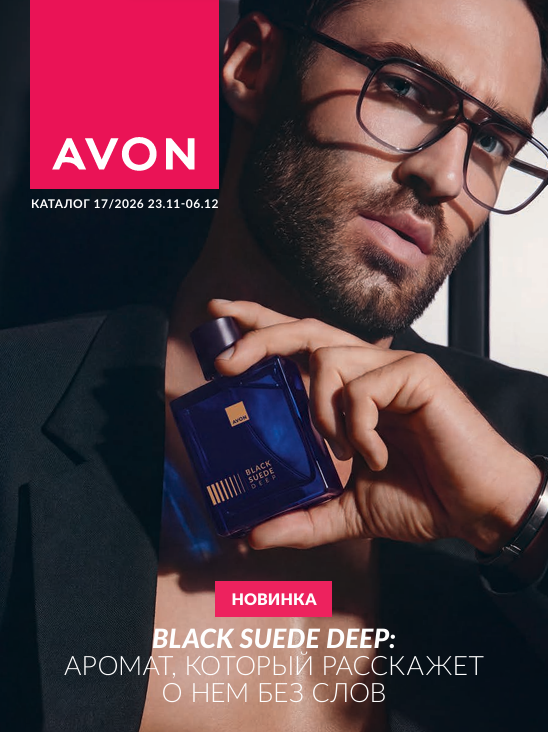 AVON
КАТАЛОГ 17/2026 23.11-06.12
AVON
BLACK
SUEDE
DEEP
НОВИНКА
BLACK SUEDE DEEP:
АРОМАТ, КОТОРЫЙ РАССКАЖЕТ
О НЕМ БЕЗ СЛОВ